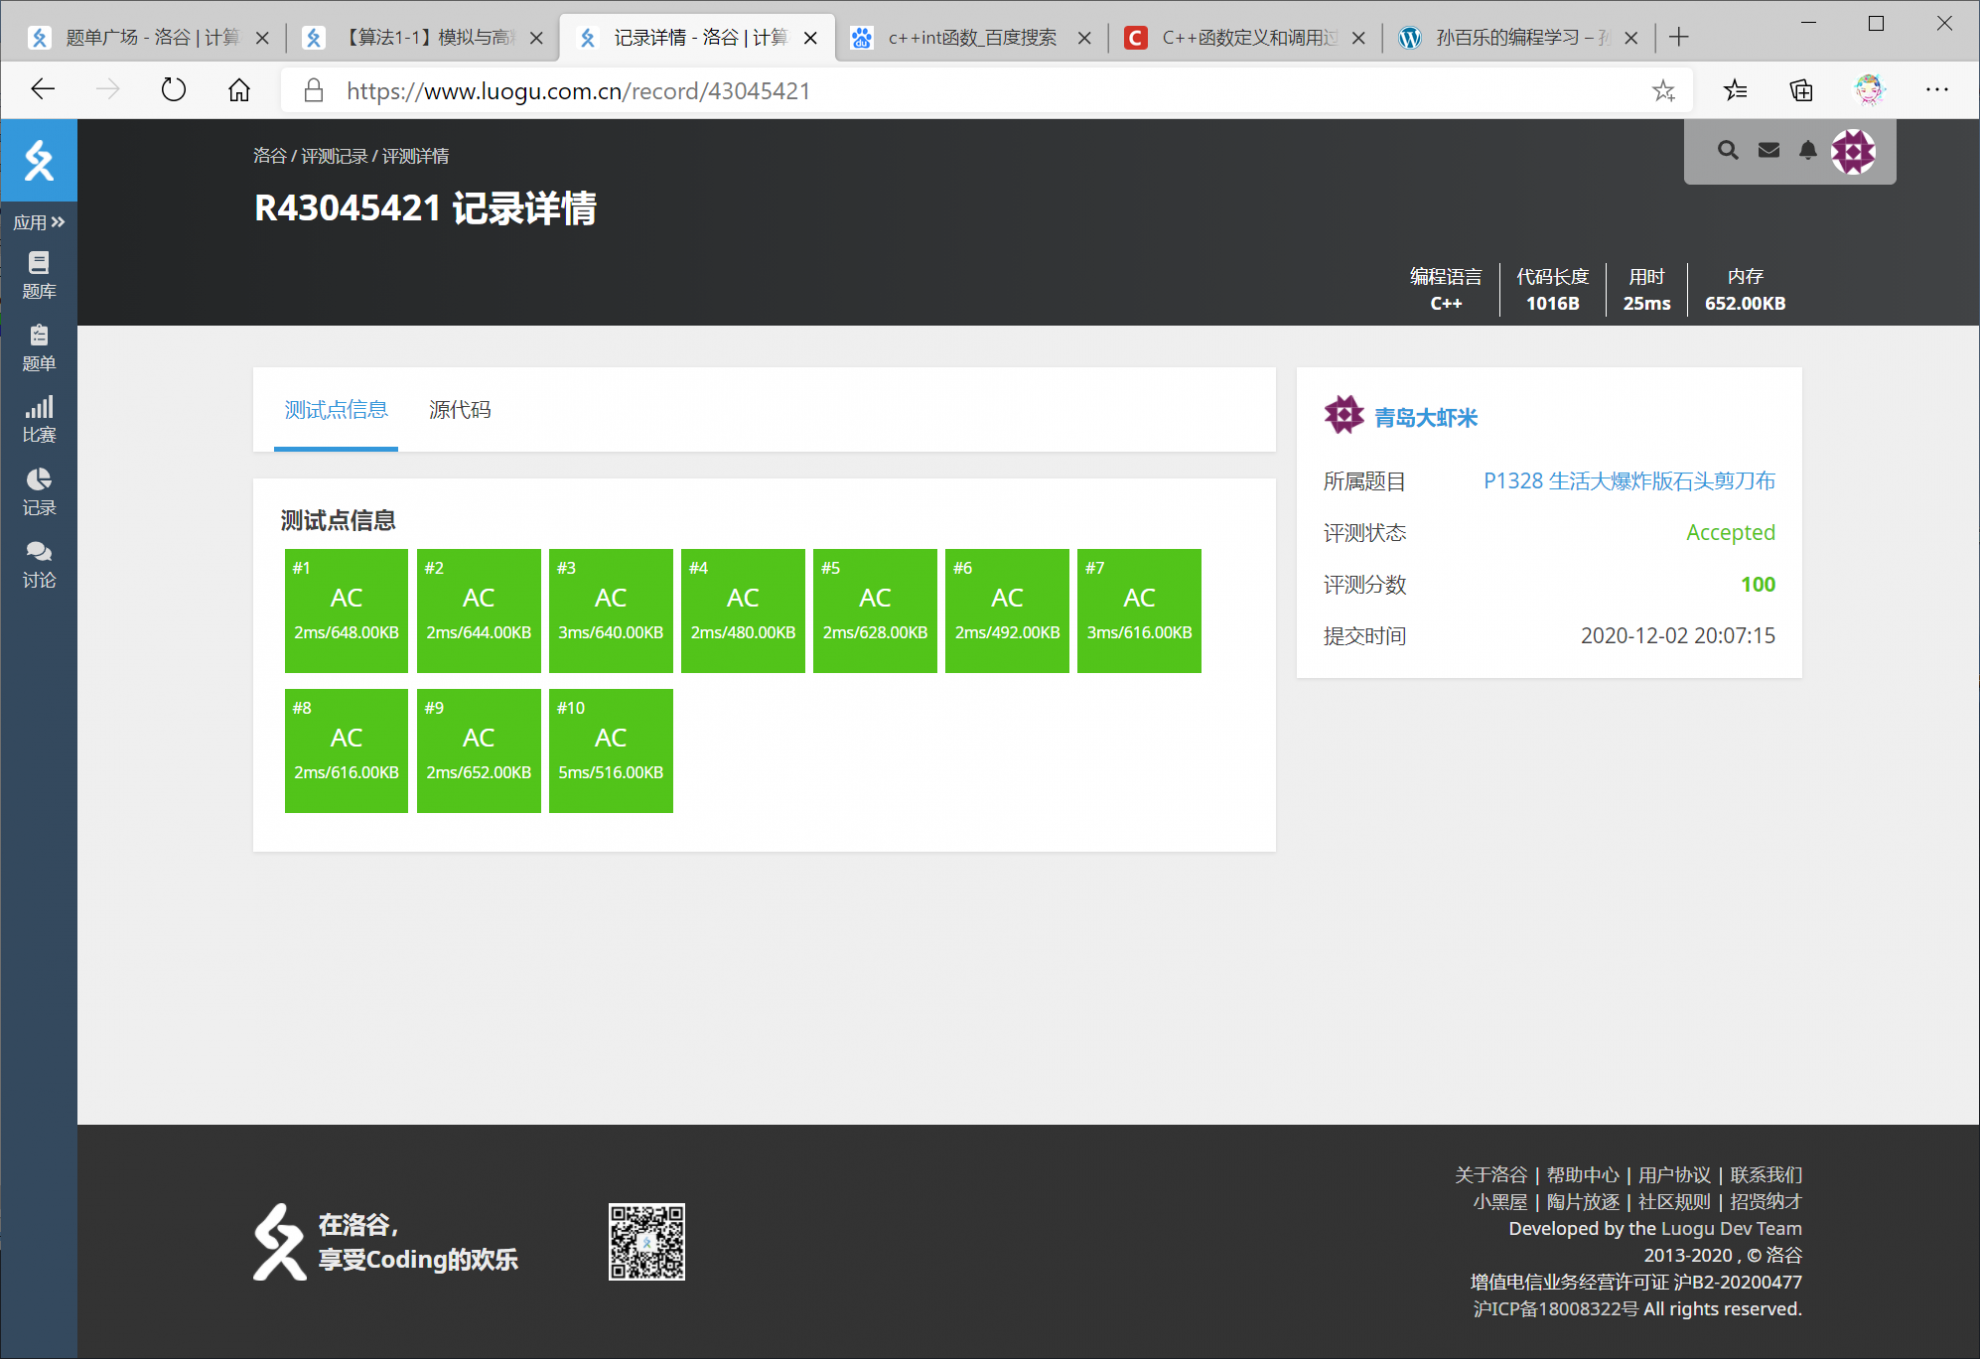 题单广场 - 洛谷 | 计算
【算法1-1】模拟与高
记录详情 - 洛谷 | 计算
c++int函数_百度搜索
C++函数定义和调用过
孙百乐的编程学习 – 孙
https://www.luogu.com.cn/record/43045421
洛谷 / 评测记录 / 评测详情
R43045421 记录详情
应用
题库
题单
比赛
记录
讨论
编程语言
C++
代码长度
1016B
用时
25ms
内存
652.00KB
测试点信息
源代码
测试点信息
#1
AC
2ms/648.00KB
#2
AC
2ms/644.00KB
#3
AC
3ms/640.00KB
#4
AC
2ms/480.00KB
#5
AC
2ms/628.00KB
#6
AC
2ms/492.00KB
#7
AC
3ms/616.00KB
#8
AC
2ms/616.00KB
#9
AC
2ms/652.00KB
#10
AC
5ms/516.00KB
青岛大虾米
所属题目 P1328 生活大爆炸版石头剪刀布
评测状态 Accepted
评测分数 100
提交时间 2020-12-02 20:07:15
在洛谷,
享受Coding的欢乐
关于洛谷 | 帮助中心 | 用户协议 | 联系我们
小黑屋 | 陶片放逐 | 社区规则 | 招贤纳才
Developed by the Luogu Dev Team
2013-2020 , © 洛谷
增值电信业务经营许可证 沪B2-20200477
沪ICP备18008322号 All rights reserved.